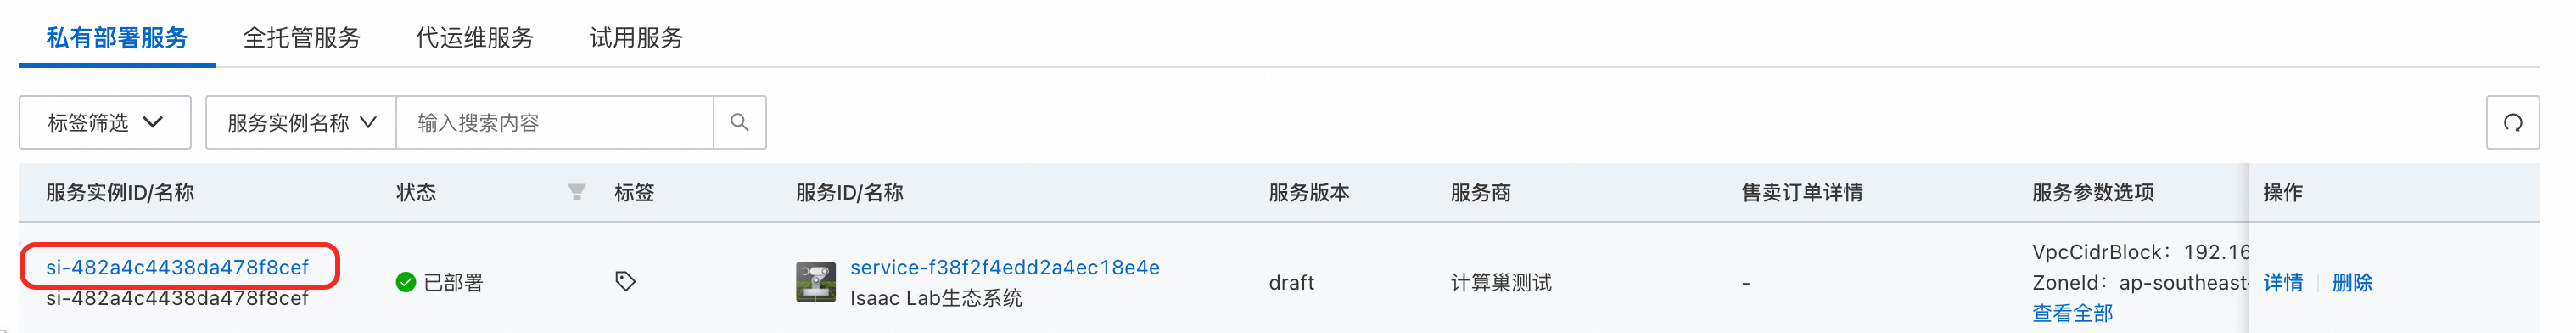 私有部署服务 全托管服务 代运维服务 试用服务
标签筛选 服务实例名称 输入搜索内容
服务实例ID/名称 状态 标签 服务ID/名称 服务版本 服务商 售卖订单详情 服务参数选项 操作
si-482a4c4438da478f8cef
si-482a4c4438da478f8cef
已部署
service-f38f2f4edd2a4ec18e4e
Isaac Lab生态系统
draft
计算巢测试
-
VpcCidrBlock：192.16
ZoneId：ap-southeast-
查看全部
详情 删除